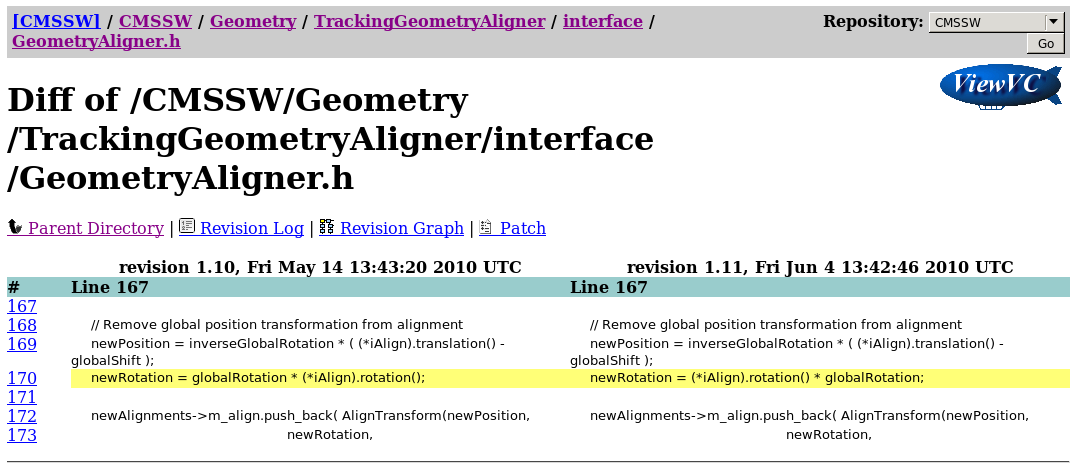 [CMSSW] / CMSSW / Geometry / TrackingGeometryAligner / interface /
GeometryAligner.h
Repository: CMSSW
Go
ViewVC
Diff of /CMSSW/Geometry
/TrackingGeometryAligner/interface
/GeometryAligner.h
Parent Directory | Revision Log | Revision Graph | Patch
revision 1.10, Fri May 14 13:43:20 2010 UTC revision 1.11, Fri Jun 4 13:42:46 2010 UTC
# Line 167 Line 167
167
168 // Remove global position transformation from alignment // Remove global position transformation from alignment
169 newPosition = inverseGlobalRotation * ( (*iAlign).translation() - newPosition = inverseGlobalRotation * ( (*iAlign).translation() -
globalShift ); globalShift );
170 newRotation = globalRotation * (*iAlign).rotation(); newRotation = (*iAlign).rotation() * globalRotation;
171
172 newAlignments->m_align.push_back( AlignTransform(newPosition, newAlignments->m_align.push_back( AlignTransform(newPosition,
173 newRotation, newRotation,